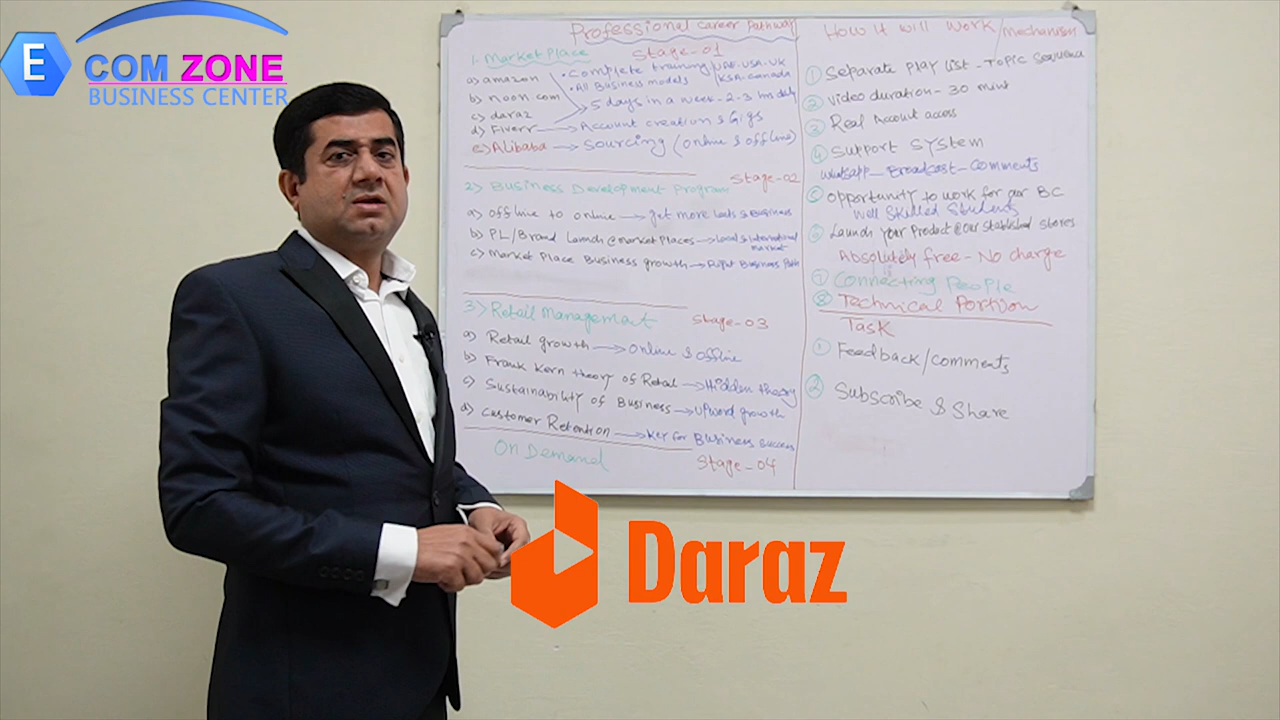 E
COM ZONE
BUSINESS CENTER
Professional career Pathway
1. Market Place Stage-01
a) amazon
b) noon.com
c) daraz
d) Fiverr
e) Alibaba
• Complete training UAE-USA-UK
• All Business models KSA-Canada
5 days in a week - 2-3 hrs daily
Account creation & Gigs
Sourcing (online & offline)
2) Business Development Program Stage-02
a) offline to online → get more Leads & Business
b) PL/Brand Launch @ market places → Local & International market
c) market Place Business growth → Right Business Path
3) Retail Management Stage-03
a) Retail growth → Online & offline
b) Frank Kern theory of Retail → Hidden theory
c) Sustainability of Business → Upword growth
d) Customer Retention → Key for Business Success
On Demand Stage-04
How it will work / mechanism
1 Separate Play list - Topic Sequence
2 Video duration - 30 mint
3 Real Account access
4 Support System
whatsapp - Broadcast - Comments
5 opportunity to work for our BC
Well Skilled Students
6 Launch your Product @ our Established stores
Absolutely free - No charge
7 Connecting People
8 Technical Portion
Task
1 Feedback/comments
2 Subscribe & Share
Daraz